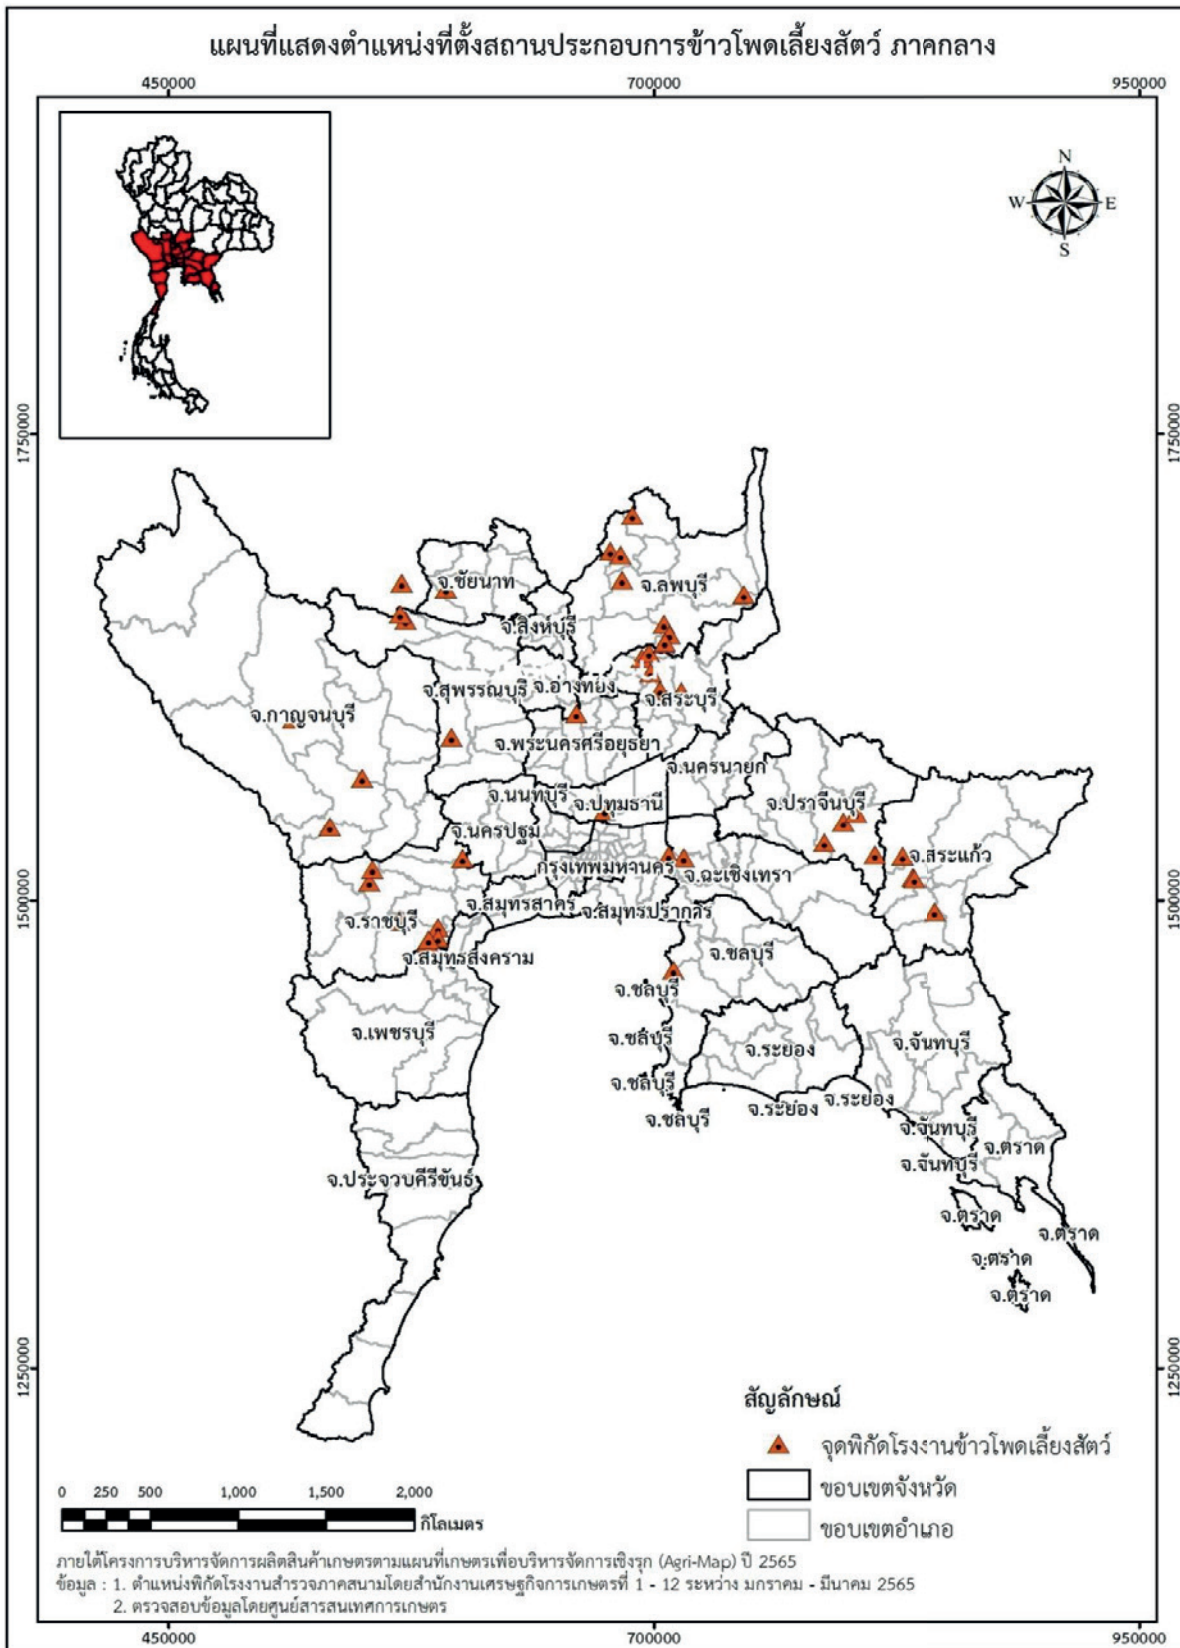 แผนที่แสดงตำแหน่งที่ตั้งสถานประกอบการข้าวโพดเลี้ยงสัตว์ ภาคกลาง
450000 700000 950000
N
W E
S
1750000 1750000
จ.ชัยนาท
จ.ลพบุรี
จ.สิงห์บุรี
จ.สุพรรณบุรี
จ.อ่างทอง
จ.สระบุรี
จ.กาญจนบุรี
จ.พระนครศรีอยุธยา
จ.นครนายก
จ.นนทบุรี
จ.ปทุมธานี
จ.ปราจีนบุรี
จ.นครปฐม
จ.สระแก้ว
กรุงเทพมหานคร
จ.ฉะเชิงเทรา
1500000 1500000
จ.สมุทรสาคร
จ.สมุทรปราการ
จ.ราชบุรี
จ.สมุทรสงคราม
จ.ชลบุรี
จ.ชลบุรี
จ.เพชรบุรี
จ.ชลบุรี
จ.ระยอง
จ.จันทบุรี
จ.ชลบุรี
จ.ชลบุรี
จ.ระยอง
จ.ระยอง
จ.จันทบุรี
จ.ตราด
จ.จันทบุรี
จ.ประจวบคีรีขันธ์
จ.ตราด
จ.ตราด
จ.ตราด
จ.ตราด
1250000 1250000
สัญลักษณ์
จุดพิกัดโรงงานข้าวโพดเลี้ยงสัตว์
ขอบเขตจังหวัด
ขอบเขตอำเภอ
0 250 500 1,000 1,500 2,000
กิโลเมตร
ภายใต้โครงการบริหารจัดการผลิตสินค้าเกษตรตามแผนที่เกษตรเพื่อบริหารจัดการเชิงรุก (Agri-Map) ปี 2565
ข้อมูล : 1. ตำแหน่งพิกัดโรงงานสำรวจภาคสนามโดยสำนักงานเศรษฐกิจการเกษตรที่ 1 - 12 ระหว่าง มกราคม - มีนาคม 2565
2. ตรวจสอบข้อมูลโดยศูนย์สารสนเทศการเกษตร
450000 700000 950000